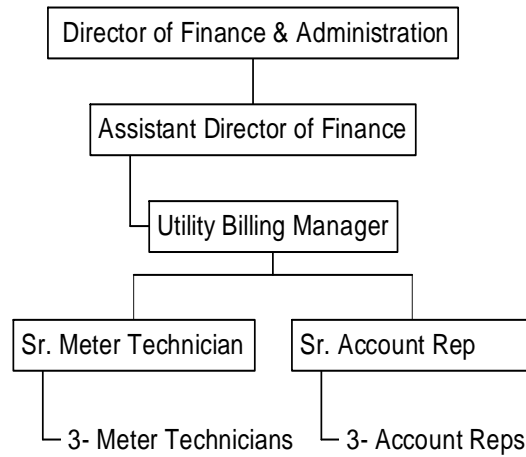 Director of Finance & Administration
Assistant Director of Finance
Utility Billing Manager
Sr. Meter Technician
Sr. Account Rep
3- Meter Technicians
3- Account Reps